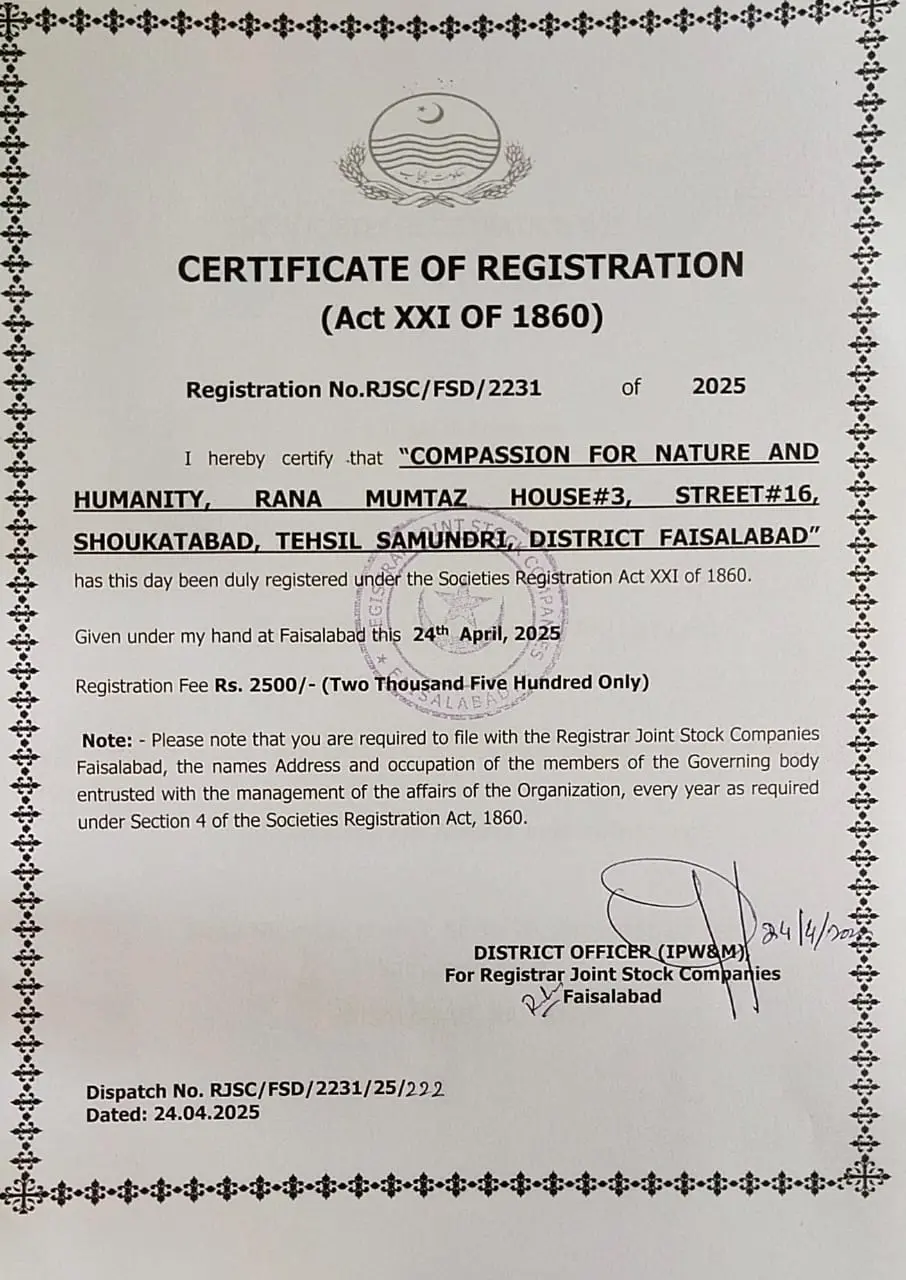 حکومت پنجاب
CERTIFICATE OF REGISTRATION
(Act XXI OF 1860)
Registration No.RJSC/FSD/2231 of 2025
I hereby certify that “COMPASSION FOR NATURE AND
HUMANITY, RANA MUMTAZ HOUSE#3, STREET#16,
SHOUKATABAD, TEHSIL SAMUNDRI, DISTRICT FAISALABAD”
has this day been duly registered under the Societies Registration Act XXI of 1860.
Given under my hand at Faisalabad this 24th April, 2025
Registration Fee Rs. 2500/- (Two Thousand Five Hundred Only)
REGISTRAR JOINT STOCK COMPANIES
★ FAISALABAD
Note: - Please note that you are required to file with the Registrar Joint Stock Companies
Faisalabad, the names Address and occupation of the members of the Governing body
entrusted with the management of the affairs of the Organization, every year as required
under Section 4 of the Societies Registration Act, 1860.
24/4/202
DISTRICT OFFICER (IPW&M)
For Registrar Joint Stock Companies
Faisalabad
Dispatch No. RJSC/FSD/2231/25/222
Dated: 24.04.2025